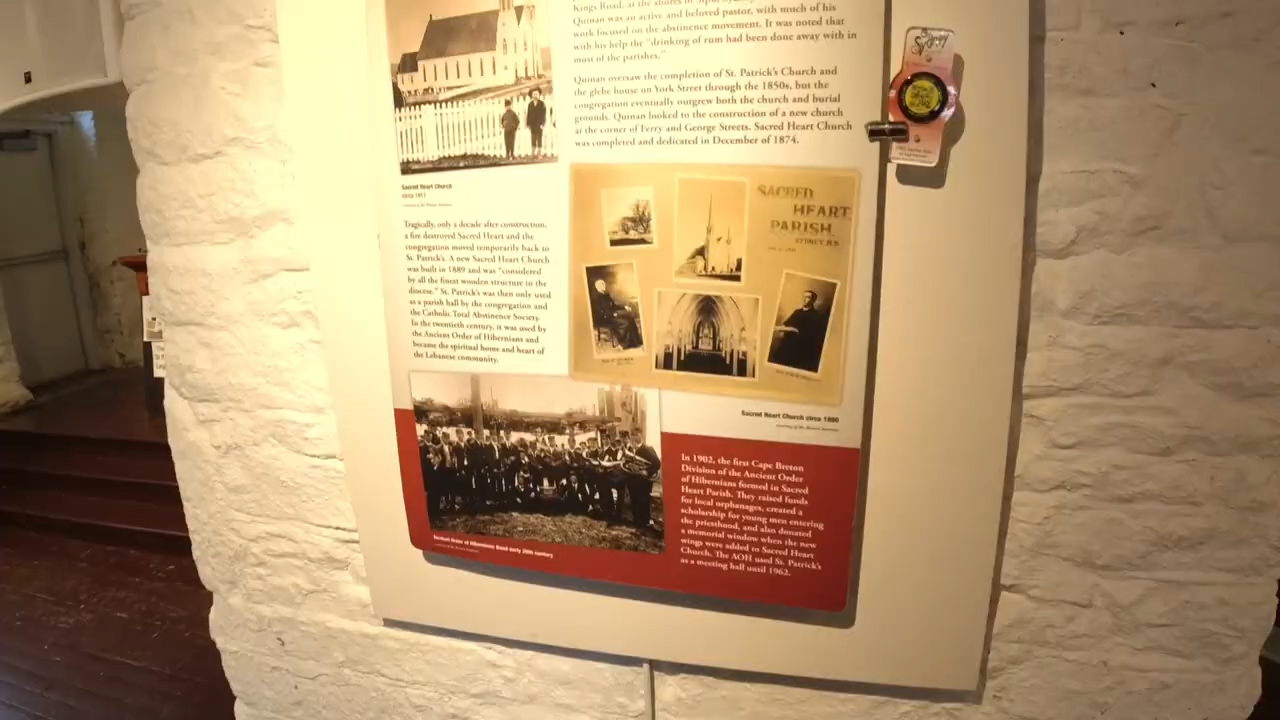 Kings Road, at the shores of
Quinan was an active and beloved pastor, with much of his
work focused on the abstinence movement. It was noted that
with his help the “drinking of rum had been done away with in
most of the parishes.”
Quinan oversaw the completion of St. Patrick's Church and
the glebe house on York Street through the 1850s, but the
congregation eventually outgrew both the church and burial
grounds. Quinan looked to the construction of a new church
at the corner of Ferry and George Streets. Sacred Heart Church
was completed and dedicated in December of 1874.
Sacred Heart Church
circa 1911
Tragically, only a decade after construction,
a fire destroyed Sacred Heart and the
congregation moved temporarily back to
St. Patrick's. A new Sacred Heart Church
was built in 1889 and was “considered
by all the finest wooden structure in the
diocese.” St. Patrick's was then only used
as a parish hall by the congregation and
the Catholic Total Abstinence Society.
In the twentieth century, it was used by
the Ancient Order of Hibernians and
became the spiritual home and heart of
the Lebanese community.
SACRED
HEART
PARISH
SYDNEY, N.S.
Sacred Heart Church circa 1880
Ancient Order of Hibernians Band early 20th century
In 1902, the first Cape Breton
Division of the Ancient Order
of Hibernians formed in Sacred
Heart Parish. They raised funds
for local orphanages, created a
scholarship for young men entering
the priesthood, and also donated
a memorial window when the new
wings were added to Sacred Heart
Church. The AOH used St. Patrick's
as a meeting hall until 1962.
Sydney